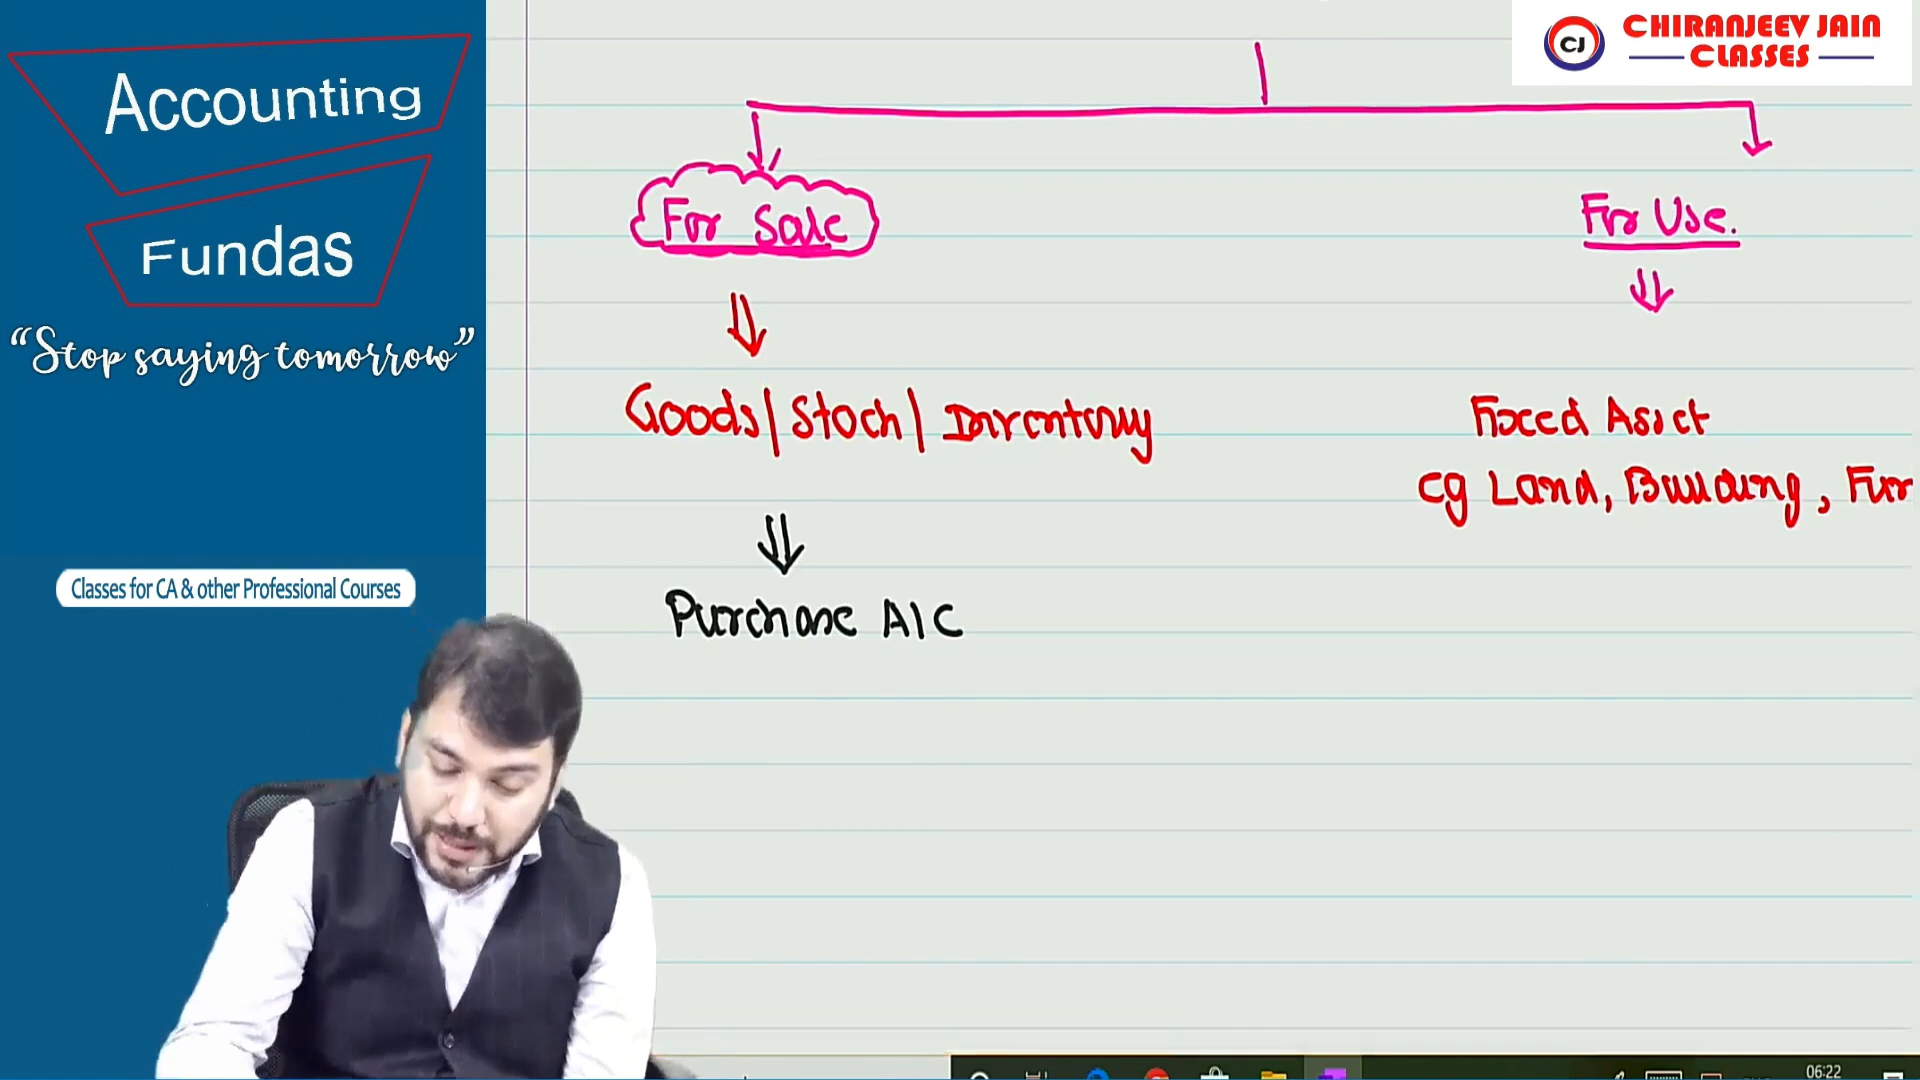 Accounting
Fundas
“Stop saying tomorrow”
Classes for CA & other Professional Courses
CJ
CHIRANJEEV JAIN
CLASSES
For Sale
For Use.
Goods/Stock/Inventory
Fixed Asset
eg Land, Building, Fur
Purchase A/C
06:22